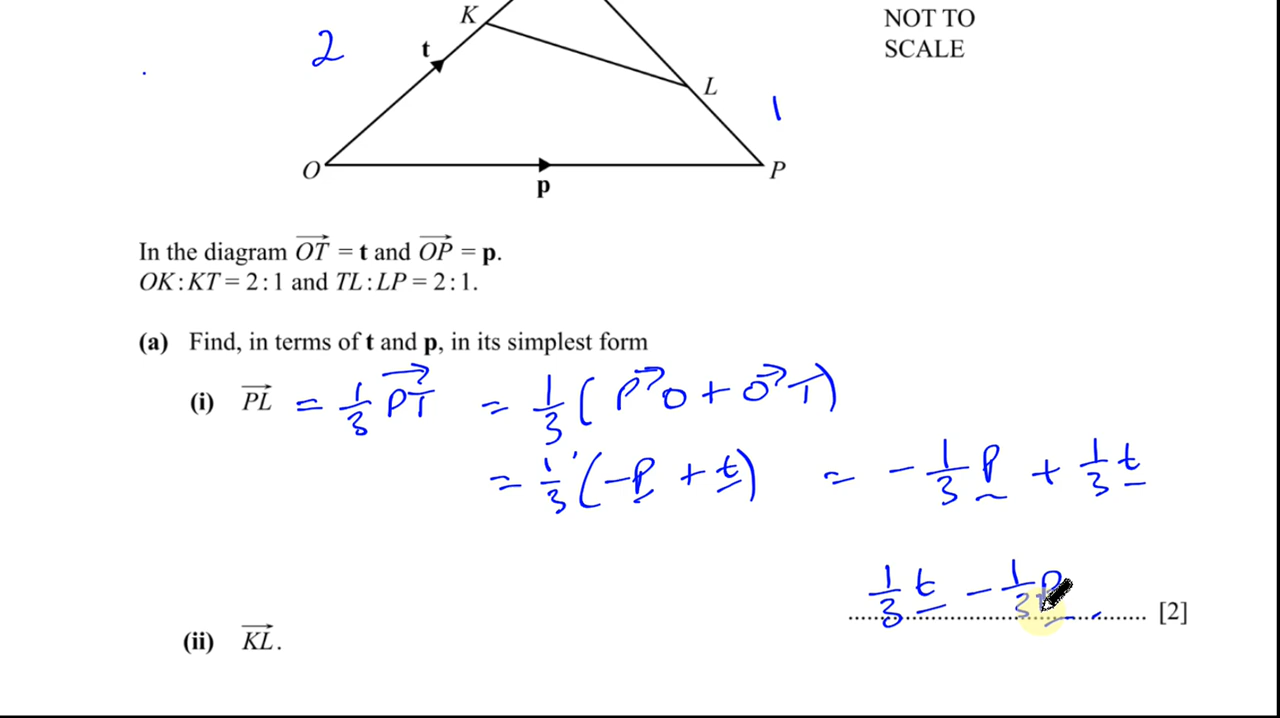 K
NOT TO
SCALE
2
t
L
1
O
P
p
In the diagram OT = t and OP = p.
OK : KT = 2 : 1 and TL : LP = 2 : 1.
(a) Find, in terms of t and p, in its simplest form
(i) PL = 1/3 PT = 1/3 ( PO + OT )
= 1/3 ( -p + t ) = - 1/3 p + 1/3 t
1/3 t - 1/3 p
.......................................... [2]
(ii) KL.